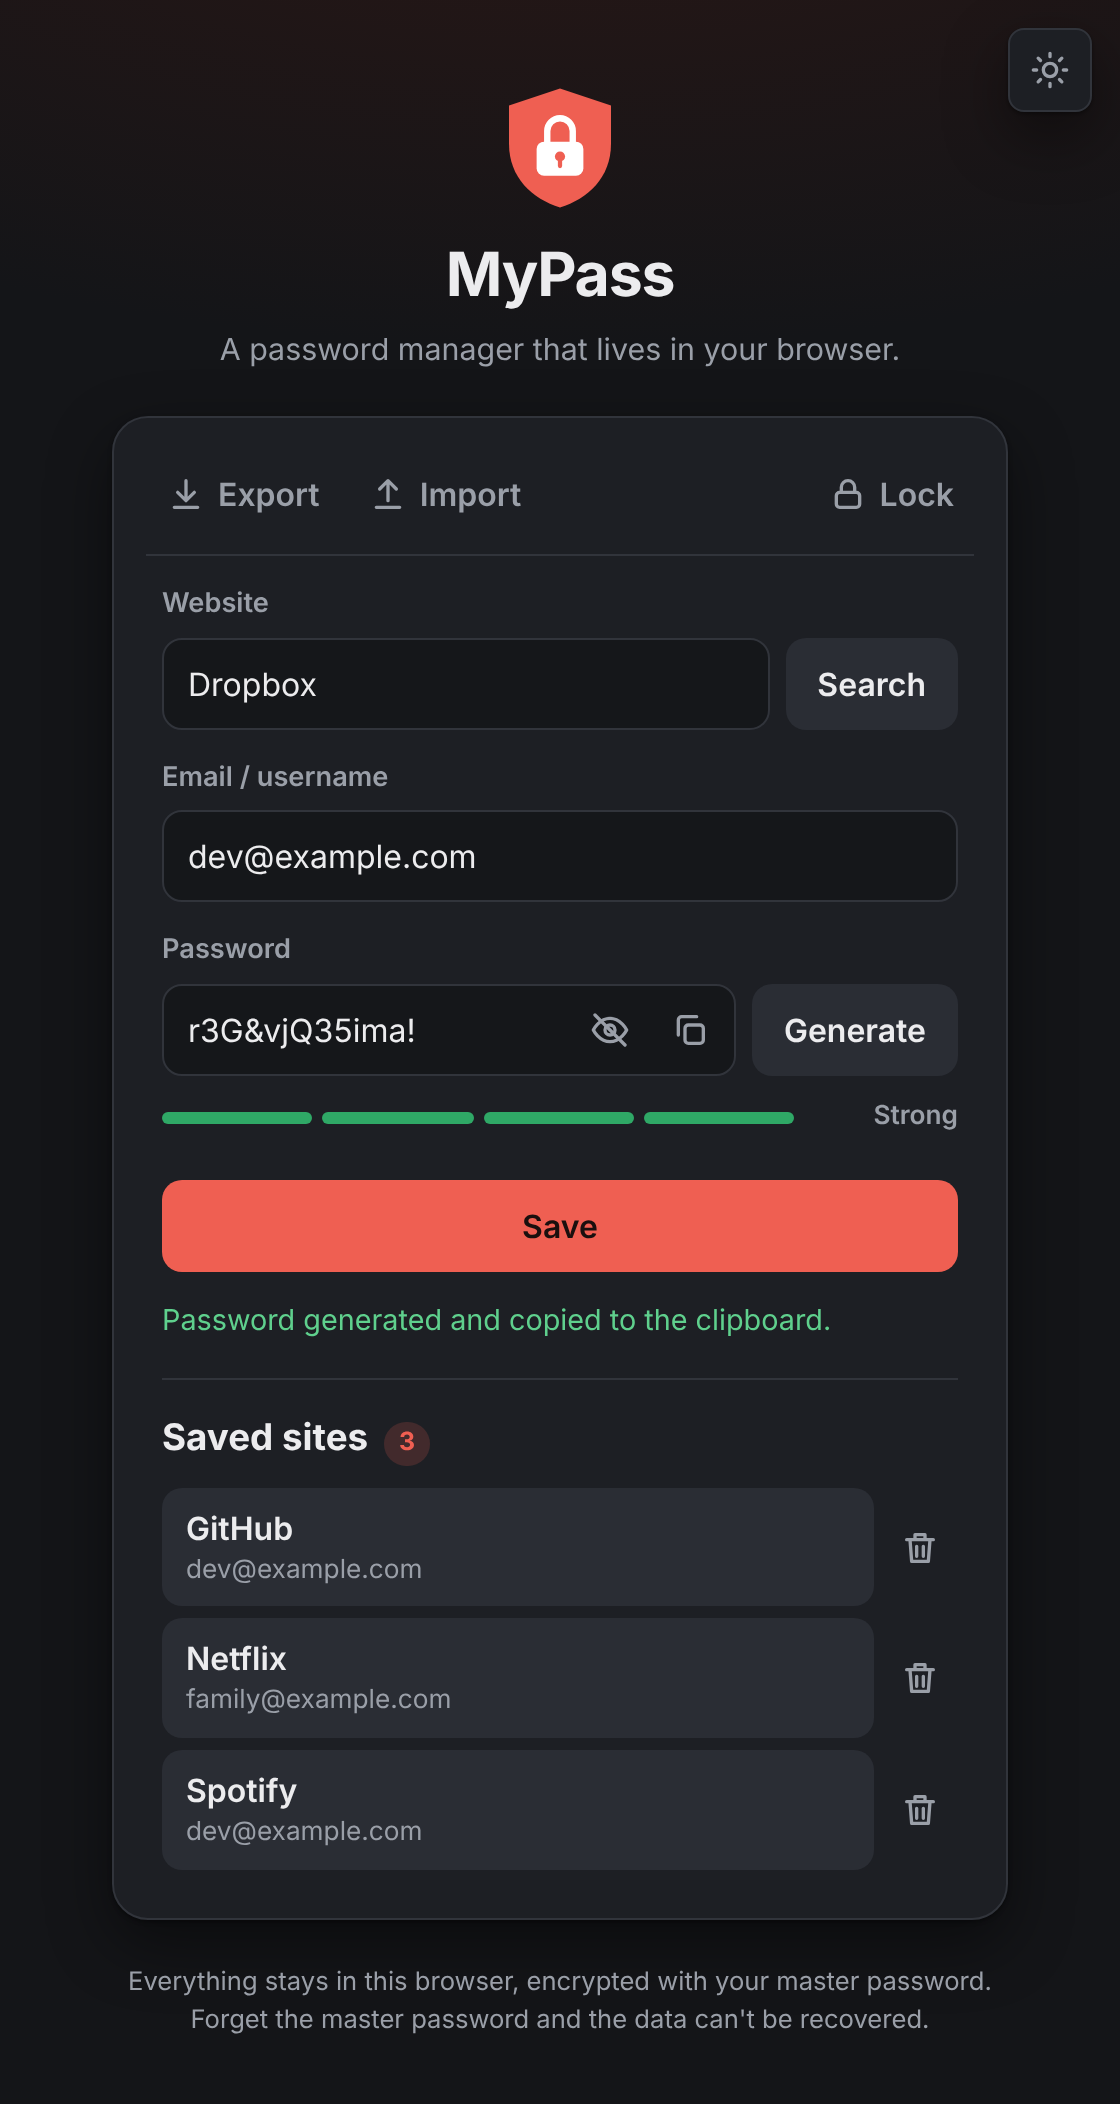 MyPass
A password manager that lives in your browser.
Export Import Lock
Website
Dropbox Search
Email / username
dev@example.com
Password
r3G&vjQ35ima! Generate
Strong
Save
Password generated and copied to the clipboard.
Saved sites 3
GitHub
dev@example.com
Netflix
family@example.com
Spotify
dev@example.com
Everything stays in this browser, encrypted with your master password.
Forget the master password and the data can't be recovered.